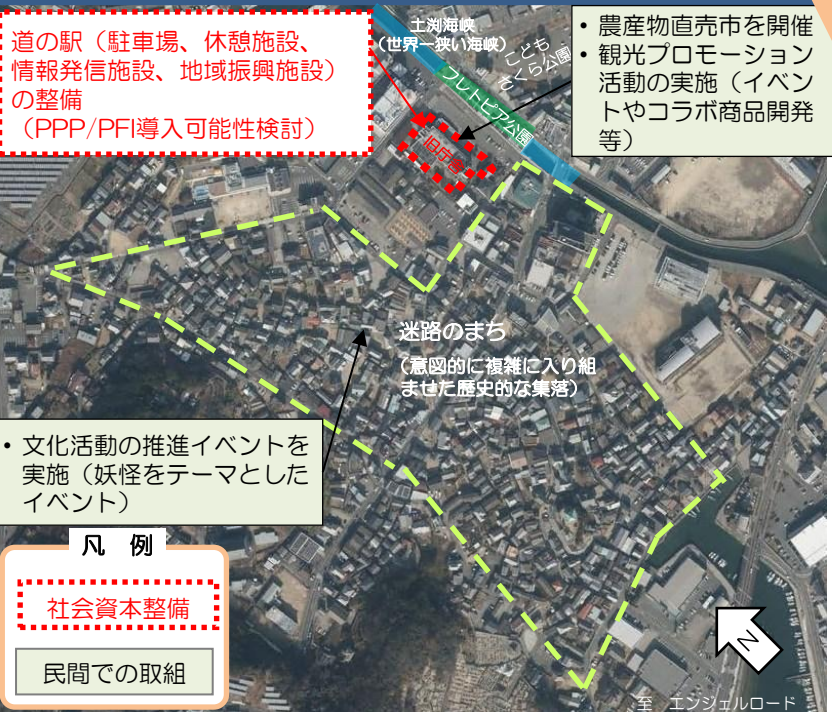 道の駅（駐車場、休憩施設、
情報発信施設、地域振興施設）
の整備
（PPP/PFI導入可能性検討）
土渕海峡
（世界一狭い海峡）
こども
さくら公園
フレトピア公園
旧庁舎
• 農産物直売市を開催
• 観光プロモーション
活動の実施（イベン
トやコラボ商品開発
等）
迷路のまち
（意図的に複雑に入り組
ませた歴史的な集落）
• 文化活動の推進イベントを
実施（妖怪をテーマとした
イベント）
凡　例
社会資本整備
民間での取組
N
至　エンジェルロード